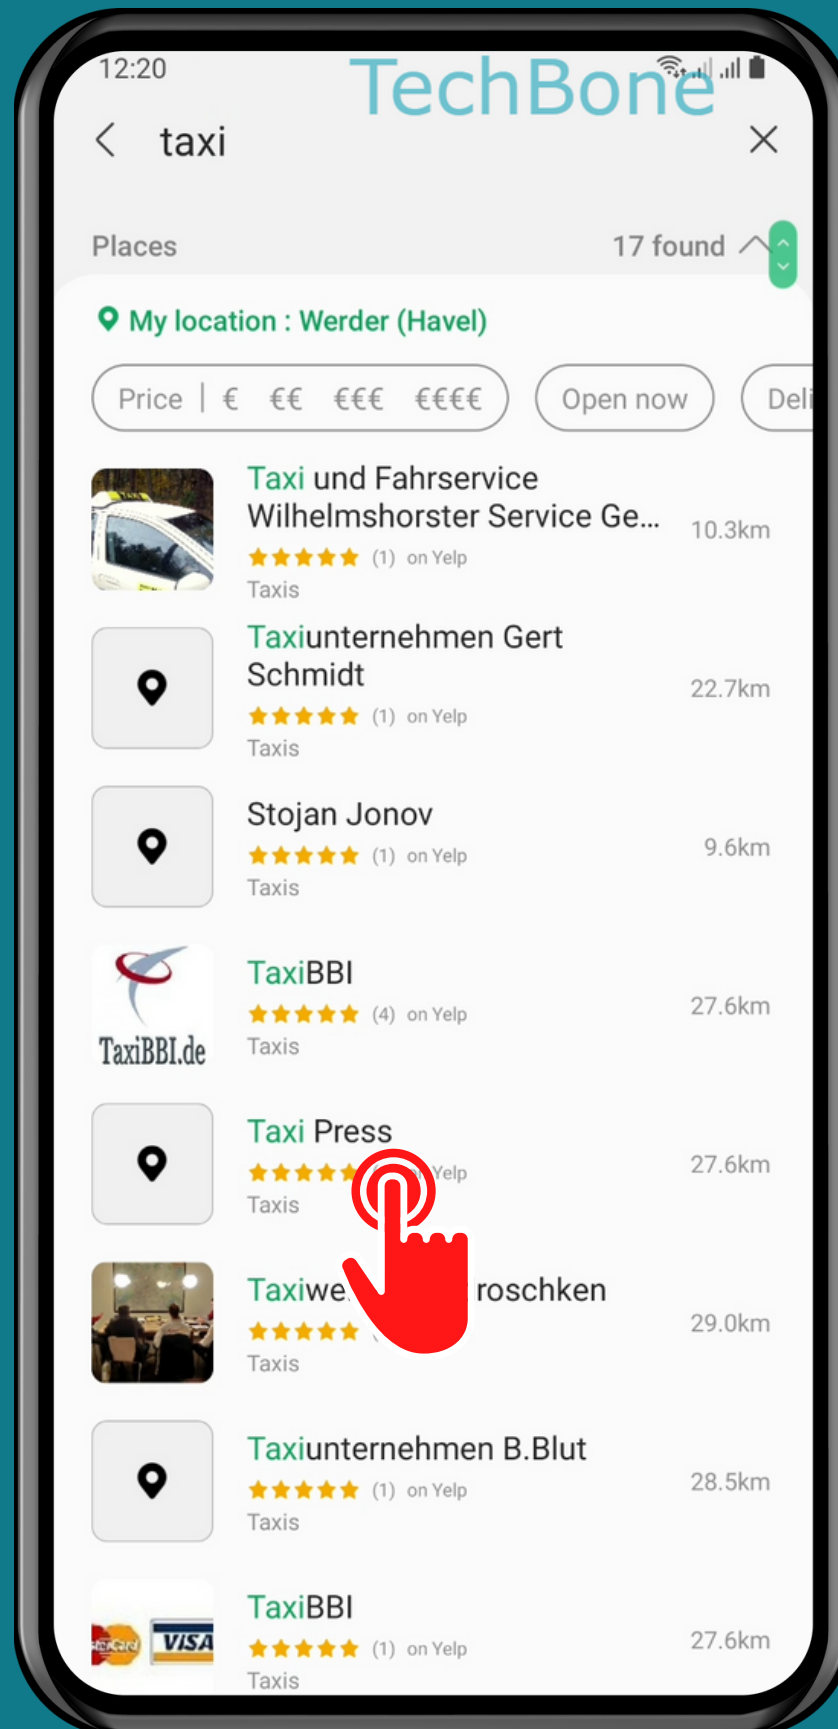 12:20
TechBone
taxi
Places
17 found
My location : Werder (Havel)
Price | € €€ €€€ €€€€
Open now
Deli
Taxi und Fahrservice
Wilhelmshorster Service Ge...
10.3km
(1) on Yelp
Taxis
Taxiunternehmen Gert
Schmidt
22.7km
(1) on Yelp
Taxis
Stojan Jonov
9.6km
(1) on Yelp
Taxis
TaxiBBI.de
TaxiBBI
27.6km
(4) on Yelp
Taxis
Taxi Press
27.6km
Yelp
Taxis
Taxiwe roschken
29.0km
Taxis
Taxiunternehmen B.Blut
28.5km
(1) on Yelp
Taxis
VISA
TaxiBBI
27.6km
(1) on Yelp
Taxis